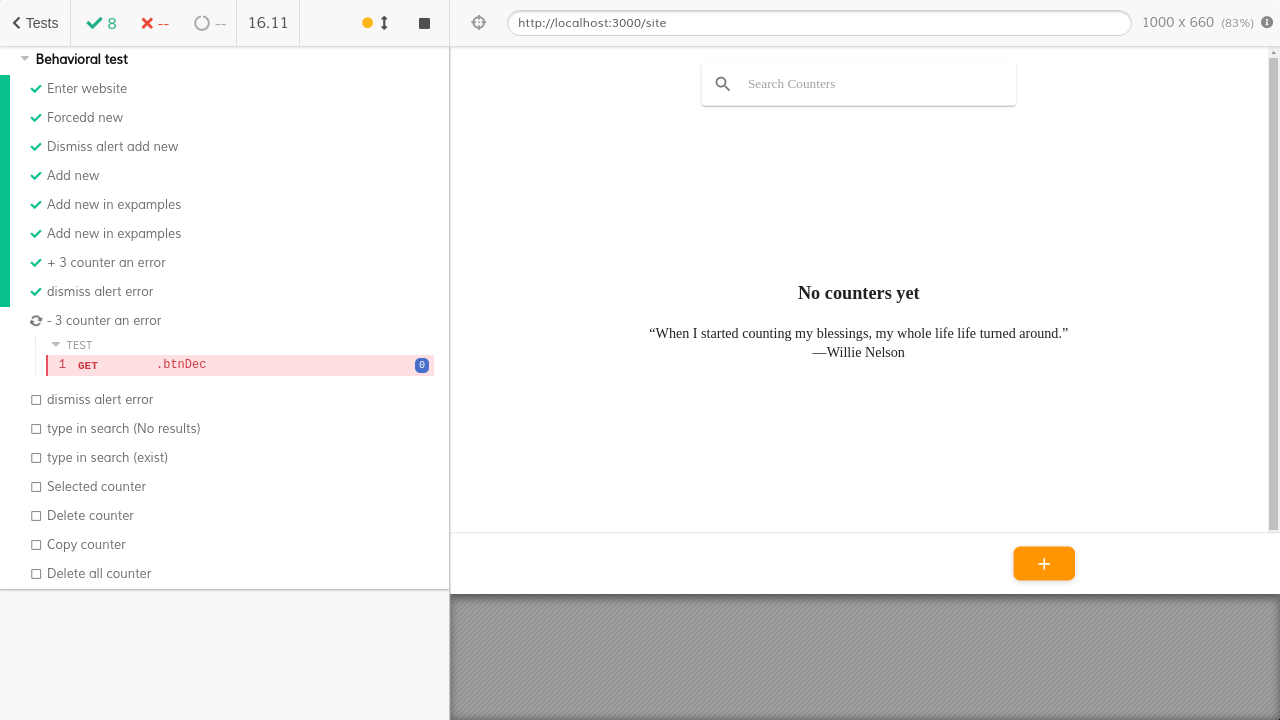 Tests
8
--
--
16.11
http://localhost:3000/site
1000 x 660 (83%)
Behavioral test
Enter website
Forcedd new
Dismiss alert add new
Add new
Add new in expamples
Add new in expamples
+ 3 counter an error
dismiss alert error
- 3 counter an error
TEST
1 GET .btnDec 0
dismiss alert error
type in search (No results)
type in search (exist)
Selected counter
Delete counter
Copy counter
Delete all counter
Search Counters
No counters yet
“When I started counting my blessings, my whole life life turned around.”
—Willie Nelson
+